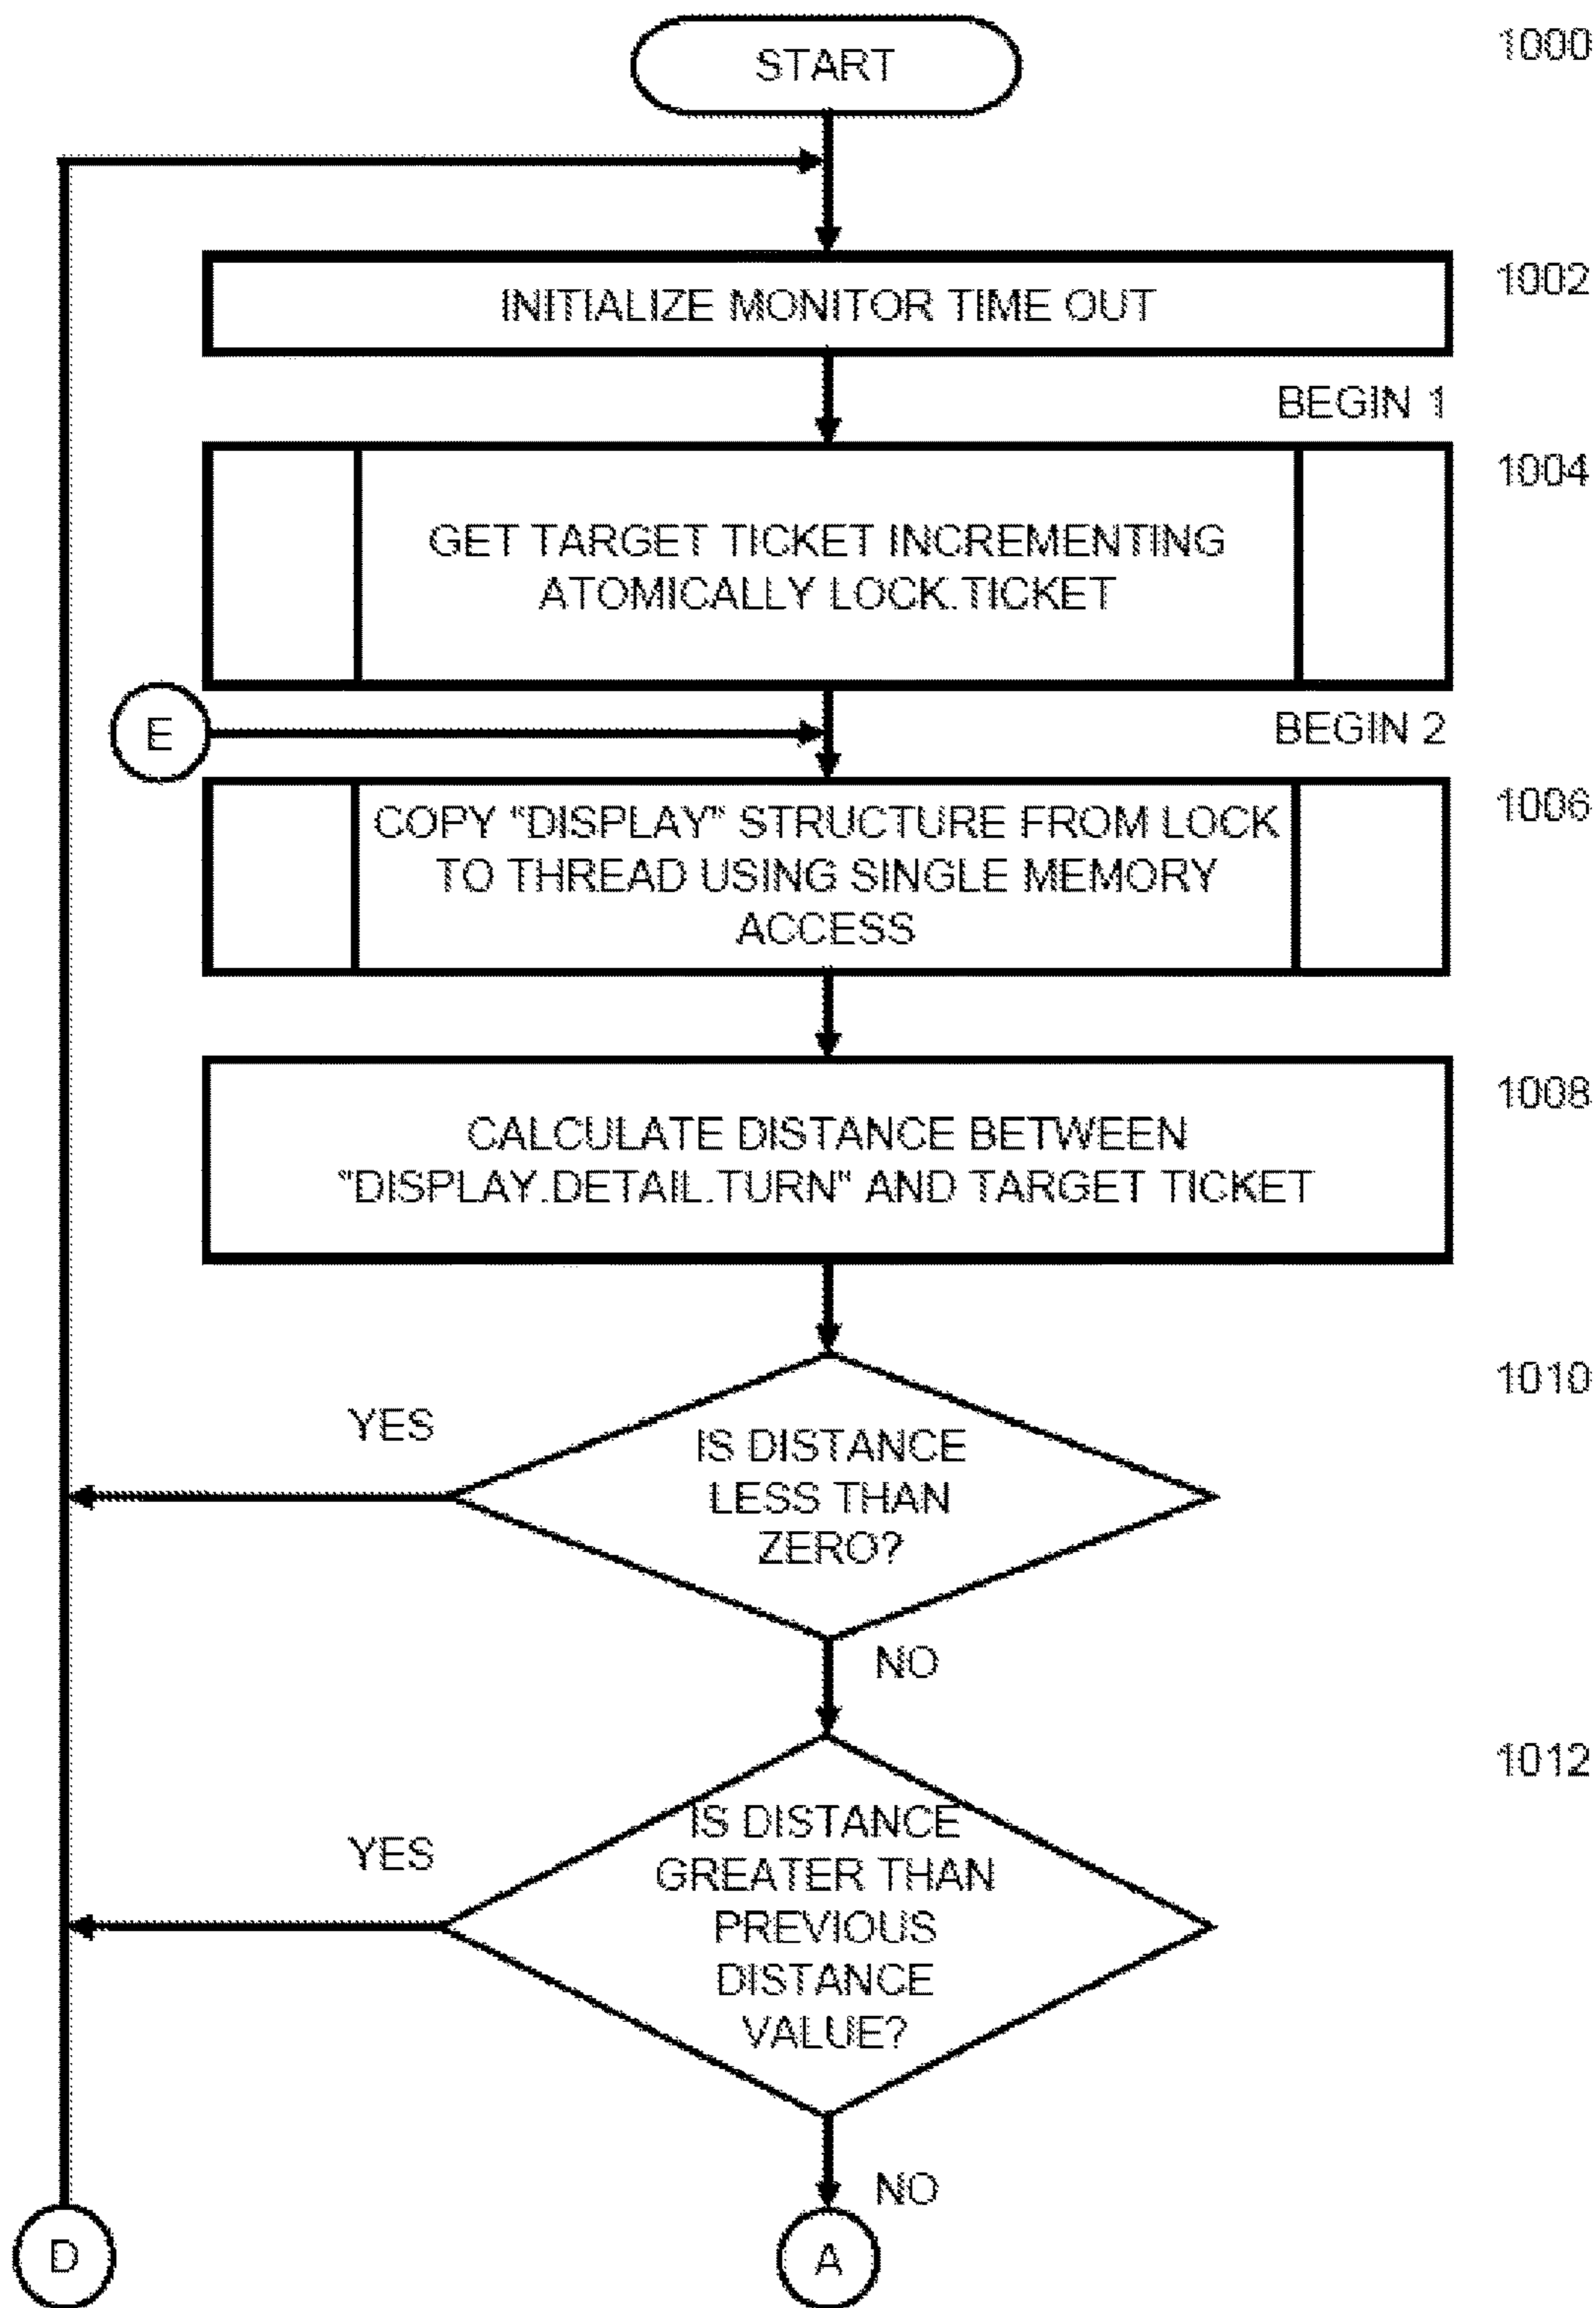 START
1000
INITIALIZE MONITOR TIME OUT
1002
BEGIN 1
GET TARGET TICKET INCREMENTING
ATOMICALLY LOCK.TICKET
1004
E
BEGIN 2
COPY "DISPLAY" STRUCTURE FROM LOCK
TO THREAD USING SINGLE MEMORY
ACCESS
1006
CALCULATE DISTANCE BETWEEN
"DISPLAY.DETAIL.TURN" AND TARGET TICKET
1008
1010
YES
IS DISTANCE
LESS THAN
ZERO?
NO
1012
YES
IS DISTANCE
GREATER THAN
PREVIOUS
DISTANCE
VALUE?
NO
D
A